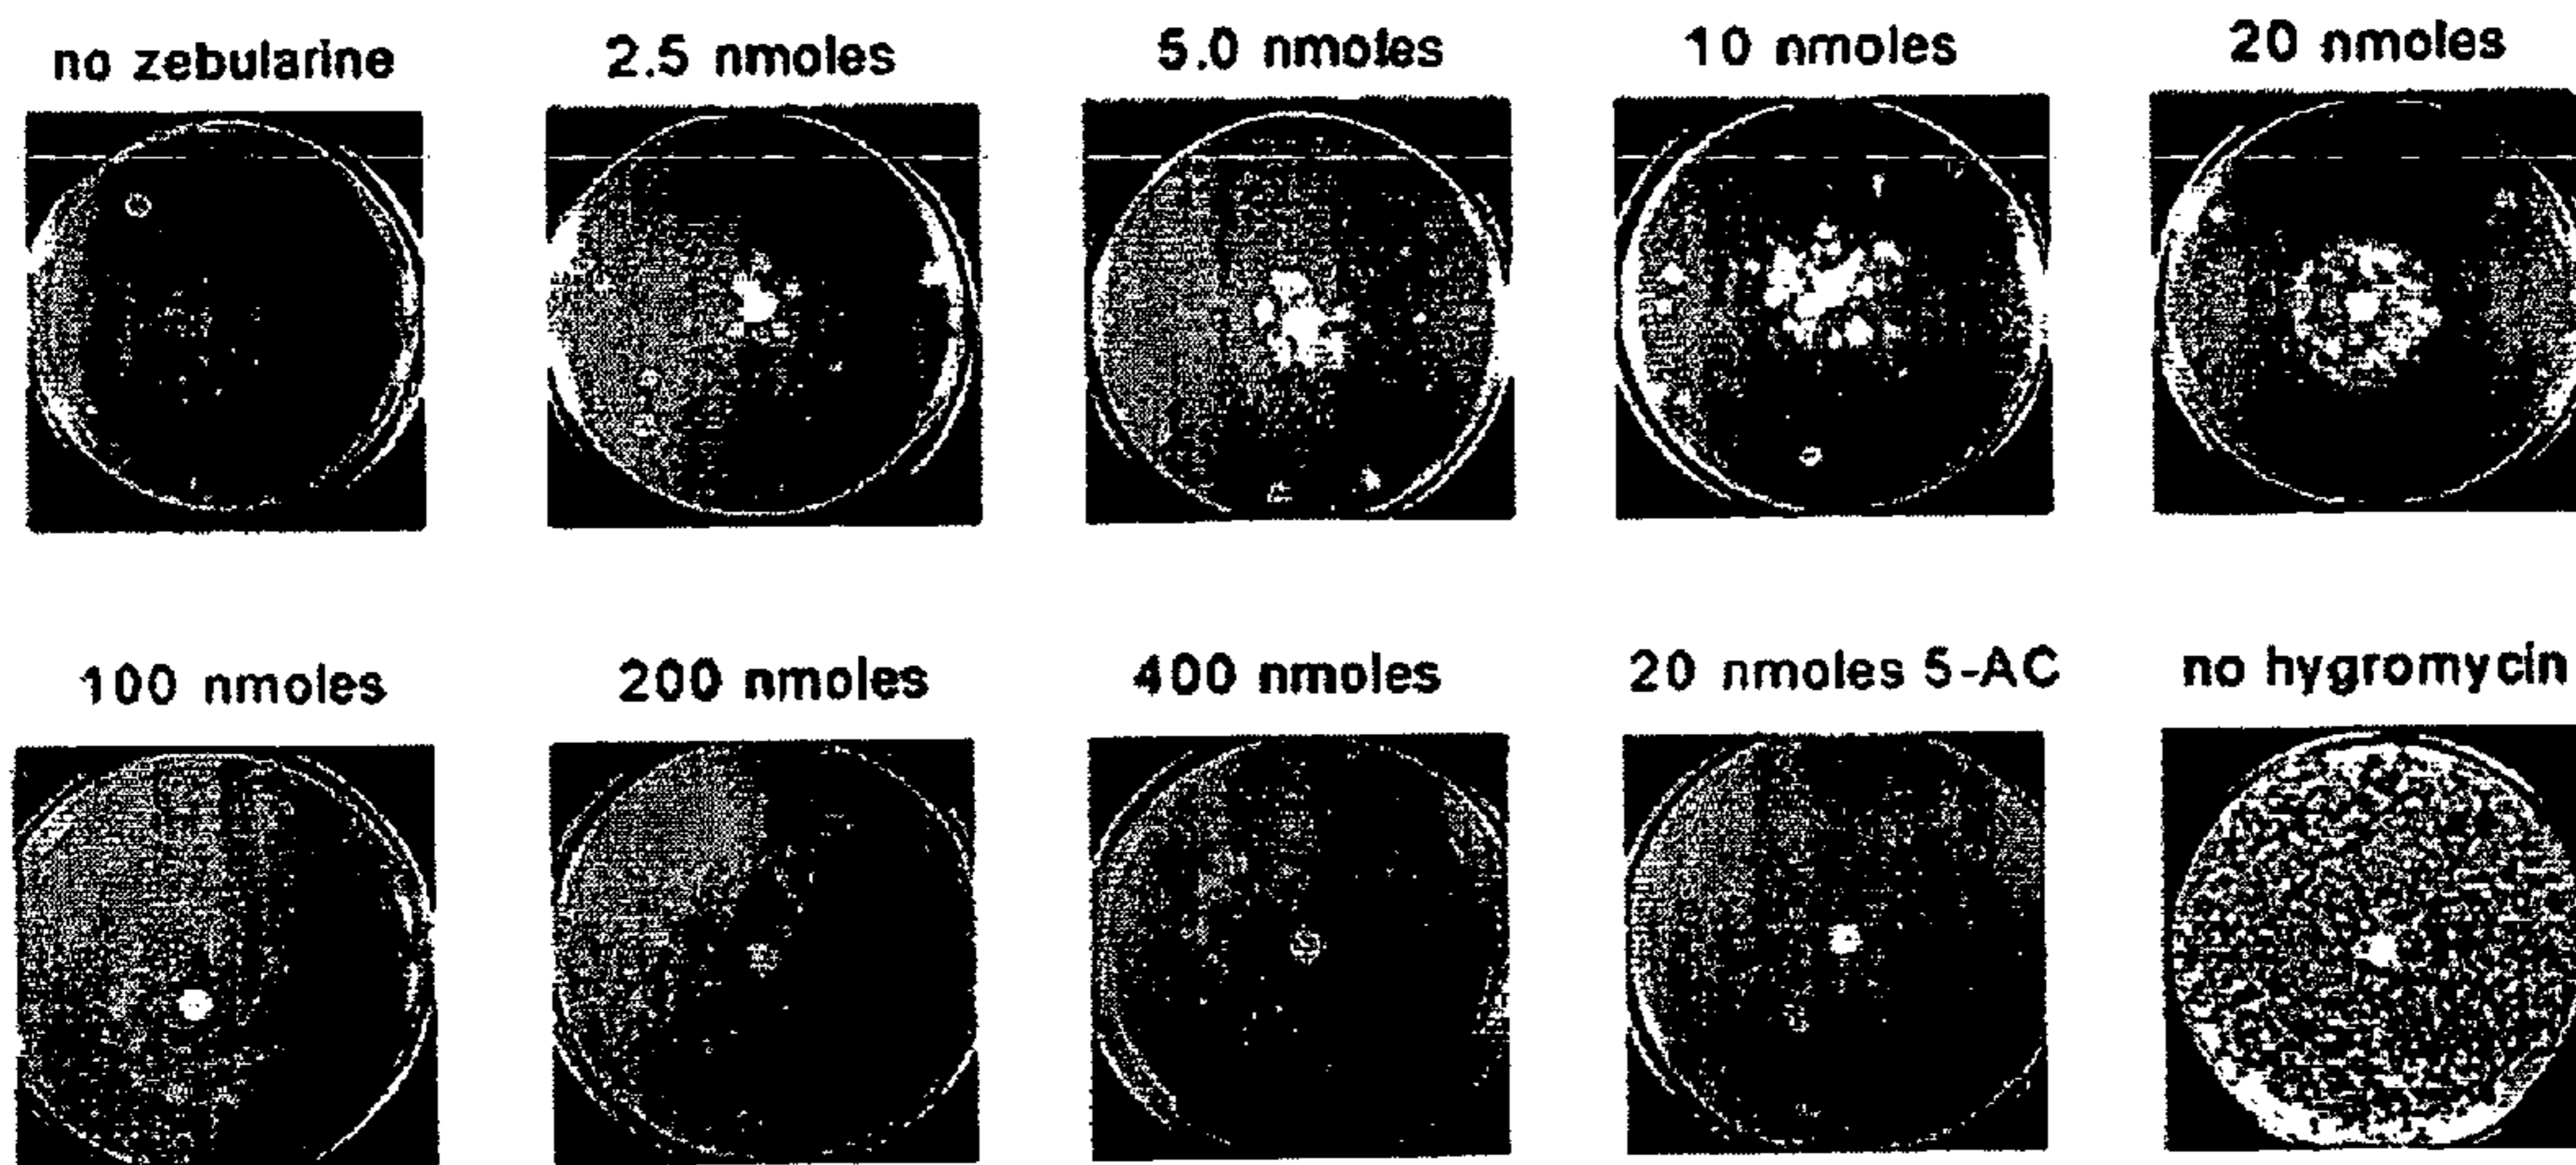 no zebularine
2.5 nmoles
5.0 nmoles
10 nmoles
20 nmoles
100 nmoles
200 nmoles
400 nmoles
20 nmoles 5-AC
no hygromycin